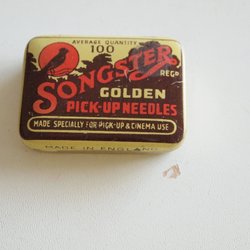 AVERAGE QUANTITY
100
SONGSTER REGD
GOLDEN
PICK-UP NEEDLES
MADE SPECIALLY FOR PICK-UP & CINEMA USE
MADE IN ENGLAND